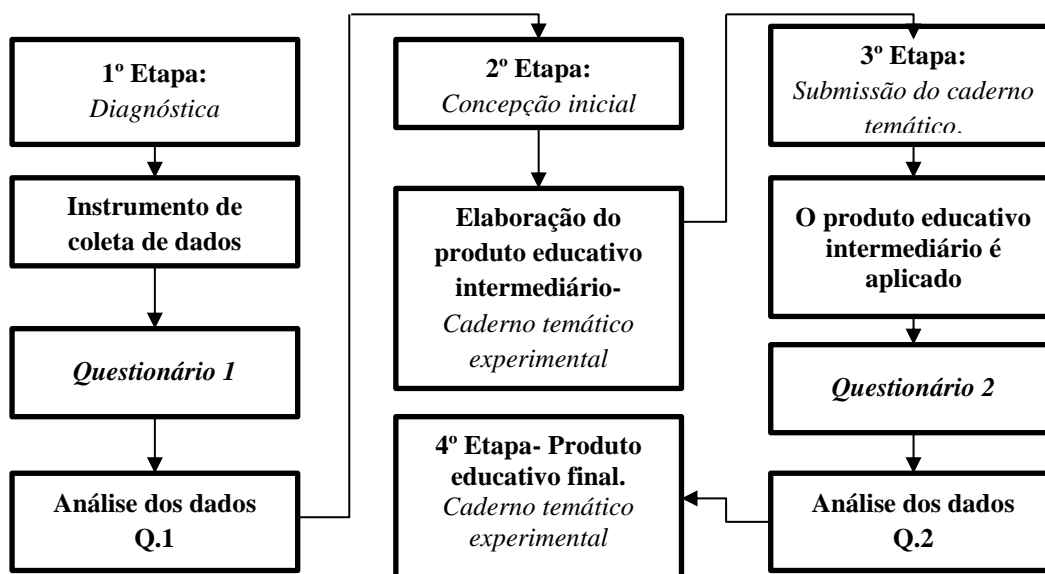 1º Etapa:
Diagnóstica
Instrumento de
coleta de dados
Questionário 1
Análise dos dados
Q.1
2º Etapa:
Concepção inicial
Elaboração do
produto educativo
intermediário-
Caderno temático
experimental
3º Etapa:
Submissão do caderno
temático.
O produto educativo
intermediário é
aplicado
Questionário 2
Análise dos dados
Q.2
4º Etapa- Produto
educativo final.
Caderno temático
experimental